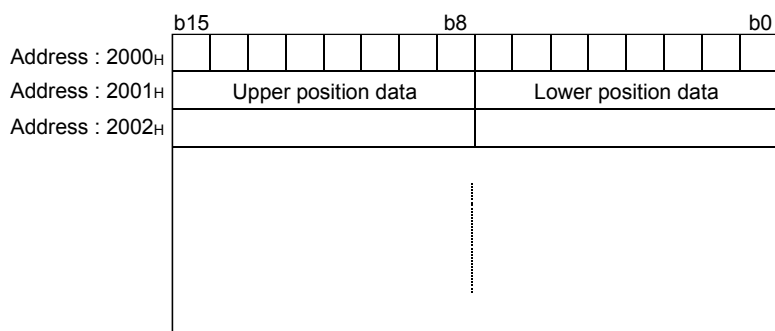 b15 b8 b0
Address : 2000H
Address : 2001H Upper position data Lower position data
Address : 2002H